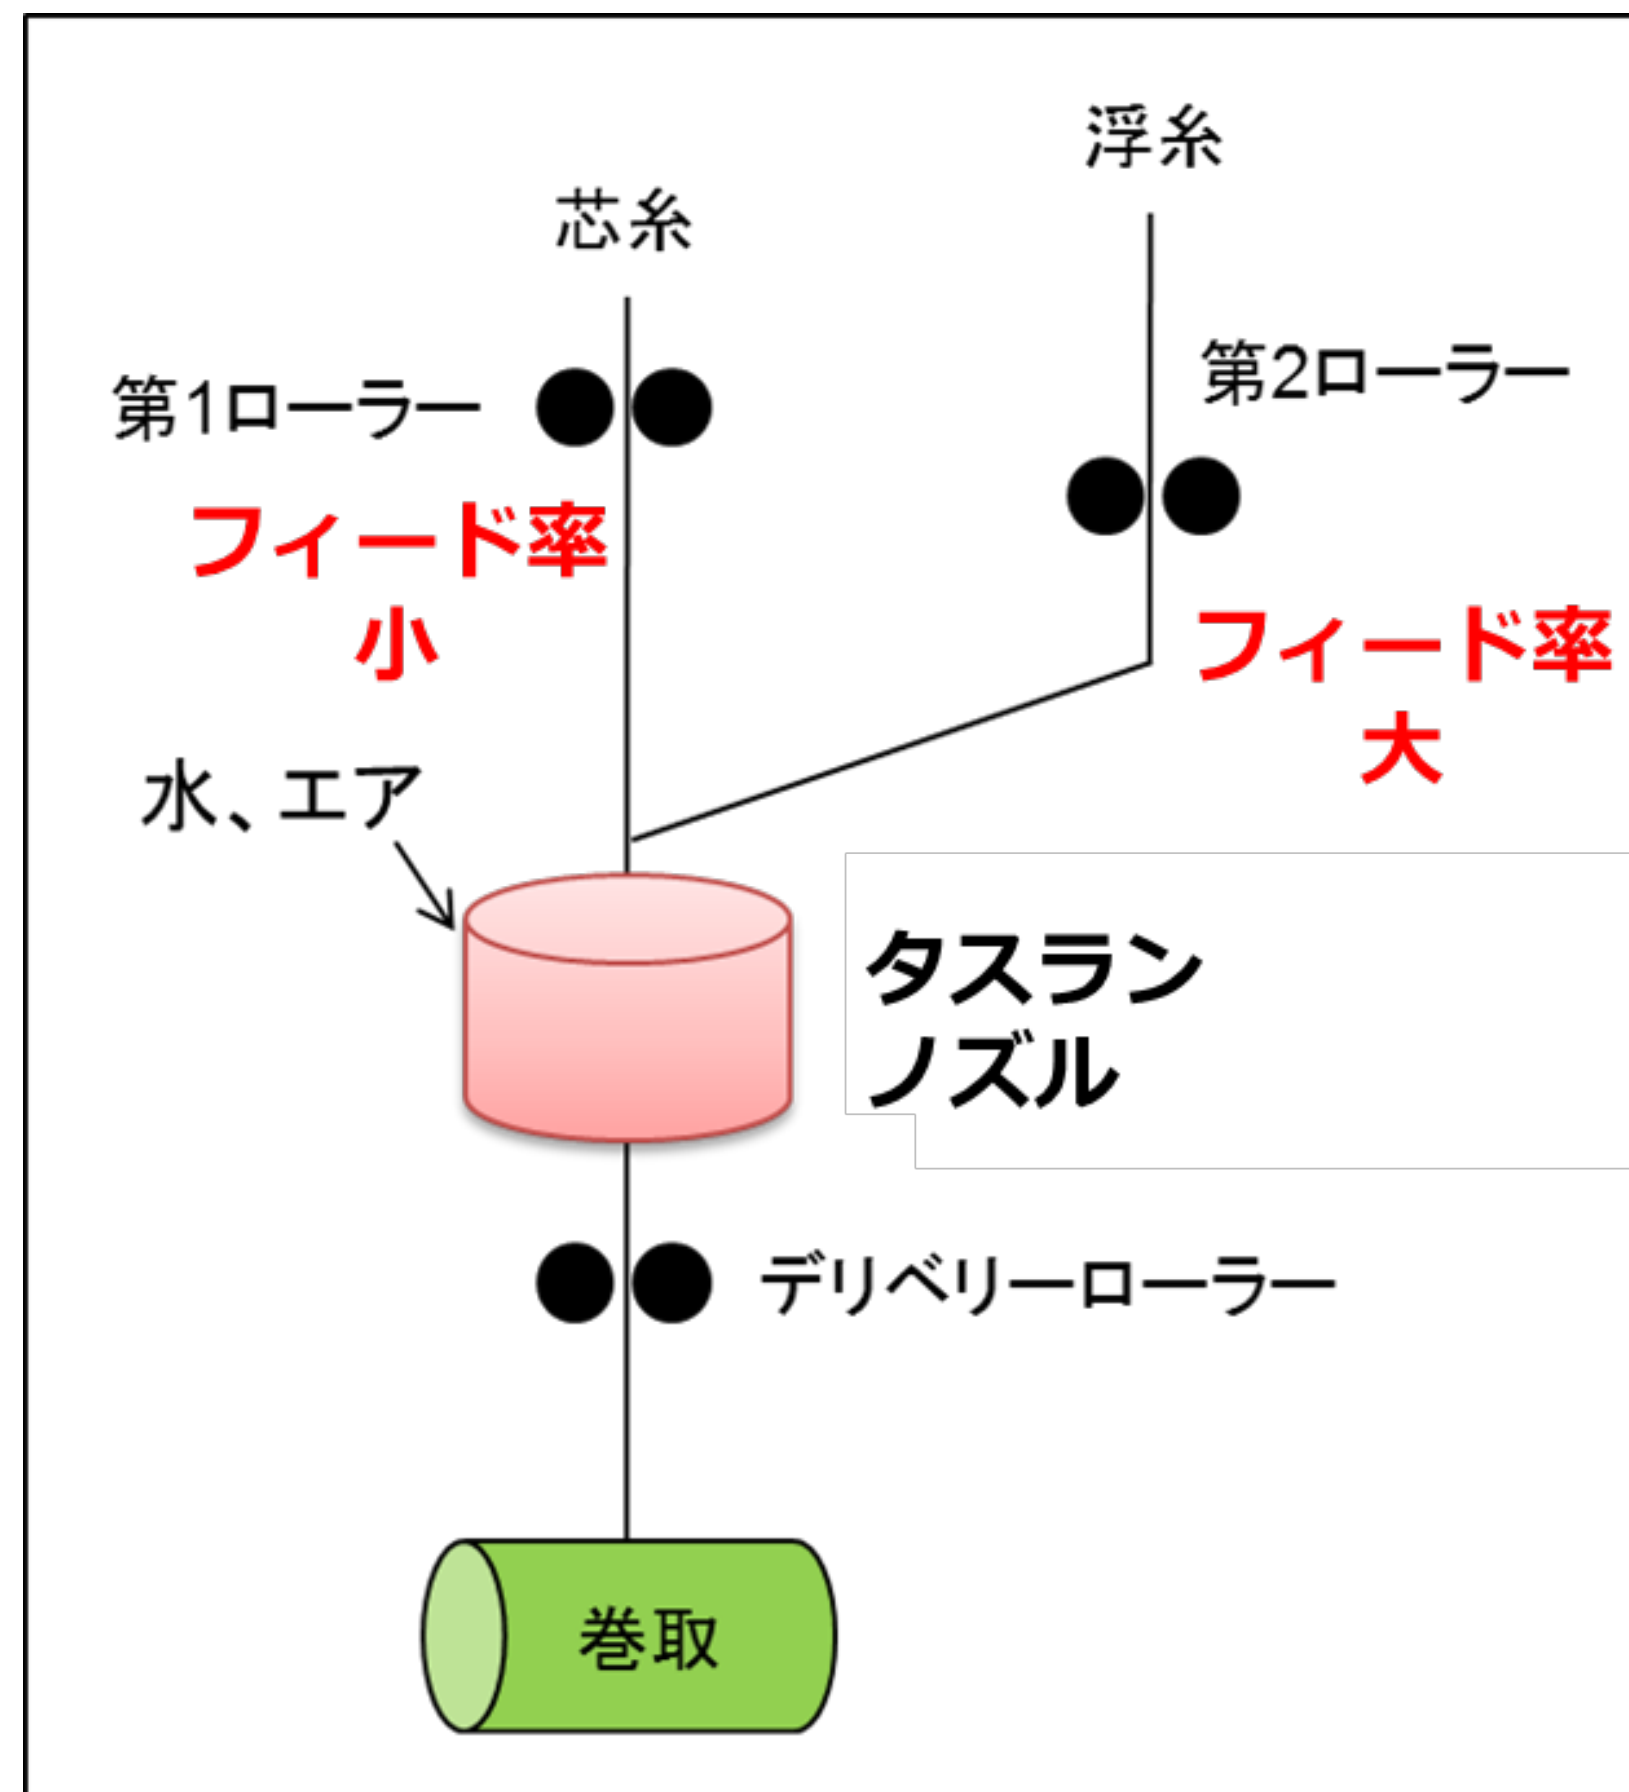 浮糸
芯糸
第2ローラー
第1ローラー
フィード率
小
フィード率
大
水、エア
タスラン
ノズル
デリベリーローラー
巻取